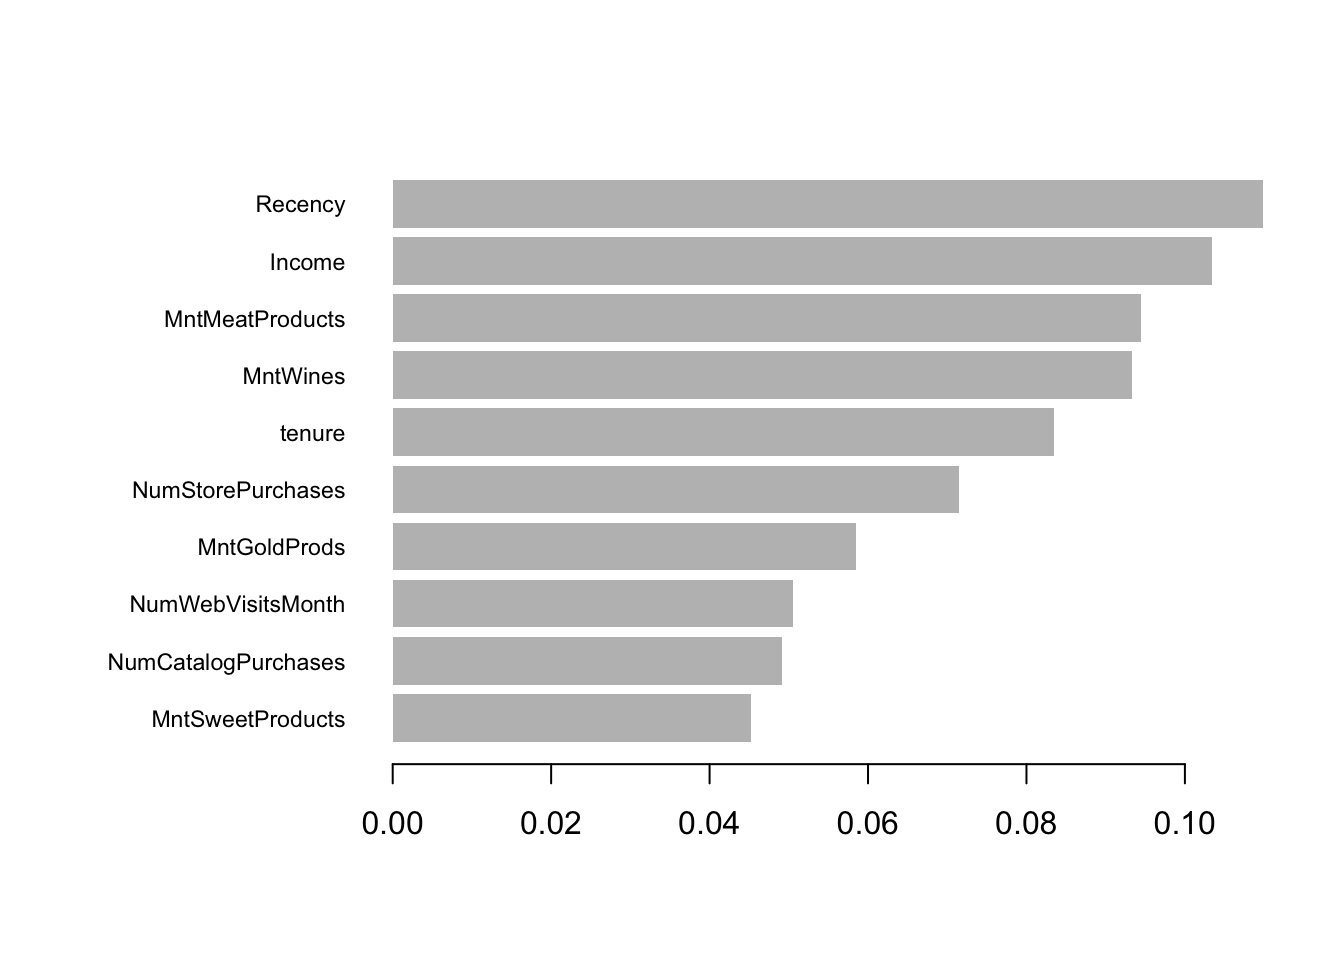 Recency
Income
MntMeatProducts
MntWines
tenure
NumStorePurchases
MntGoldProds
NumWebVisitsMonth
NumCatalogPurchases
MntSweetProducts
0.00 0.02 0.04 0.06 0.08 0.10